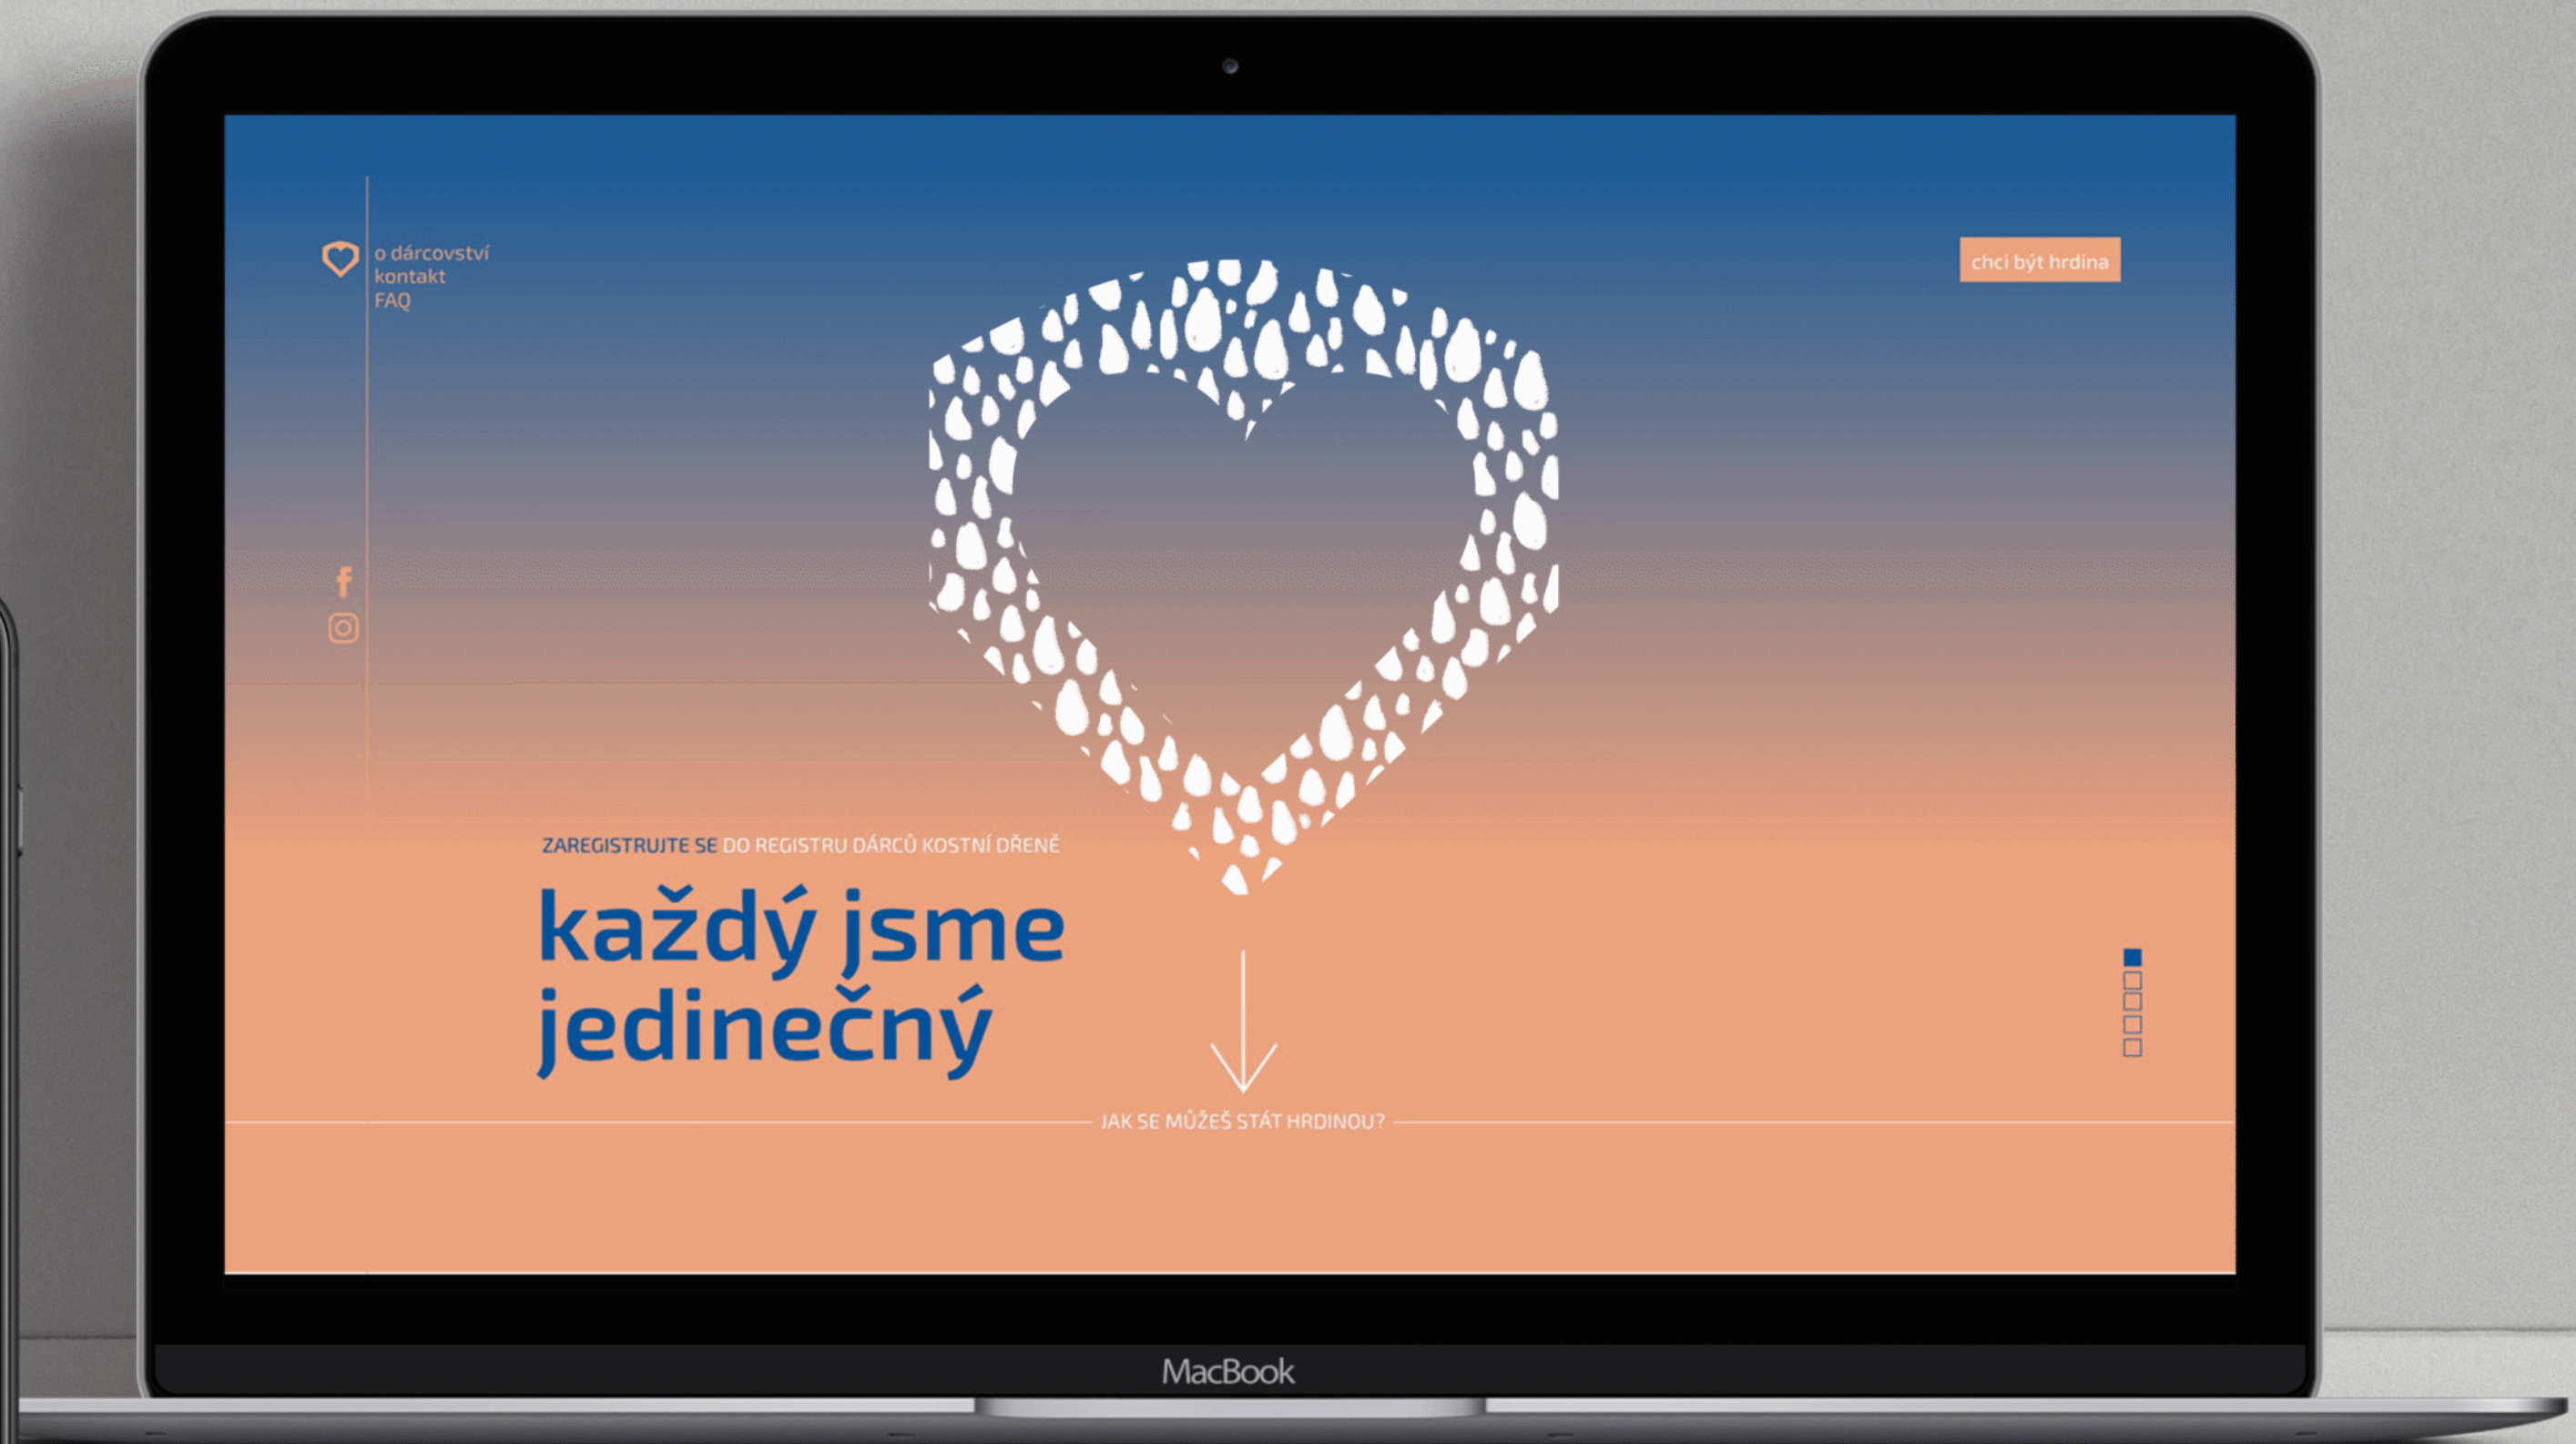 o dárcovství
kontakt
FAQ
chci být hrdina
ZAREGISTRUJTE SE DO REGISTRU DÁRCŮ KOSTNÍ DŘENĚ
každý jsme
jedinečný
JAK SE MŮŽEŠ STÁT HRDINOU?
MacBook